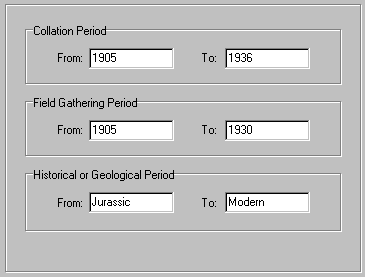 Collation Period
From: 1905 To: 1936
Field Gathering Period
From: 1905 To: 1930
Historical or Geological Period
From: Jurassic To: Modern